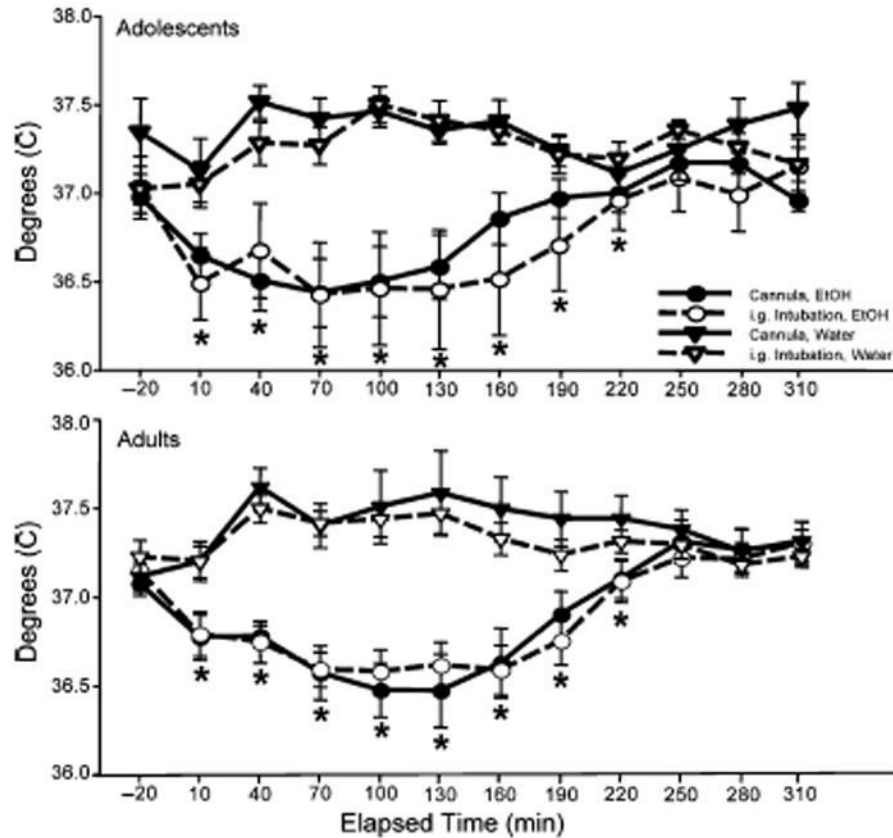 38.0
Adolescents
37.5
37.0
36.5
36.0
Degrees (C̊)
* * * * * * * *
Cannula, EtOH
i.g. Intubation, EtOH
Cannula, Water
i.g. Intubation, Water
–20 10 40 70 100 130 160 190 220 250 280 310
38.0
Adults
37.5
37.0
36.5
36.0
Degrees (C̊)
* * * * * * * *
–20 10 40 70 100 130 160 190 220 250 280 310
Elapsed Time (min)